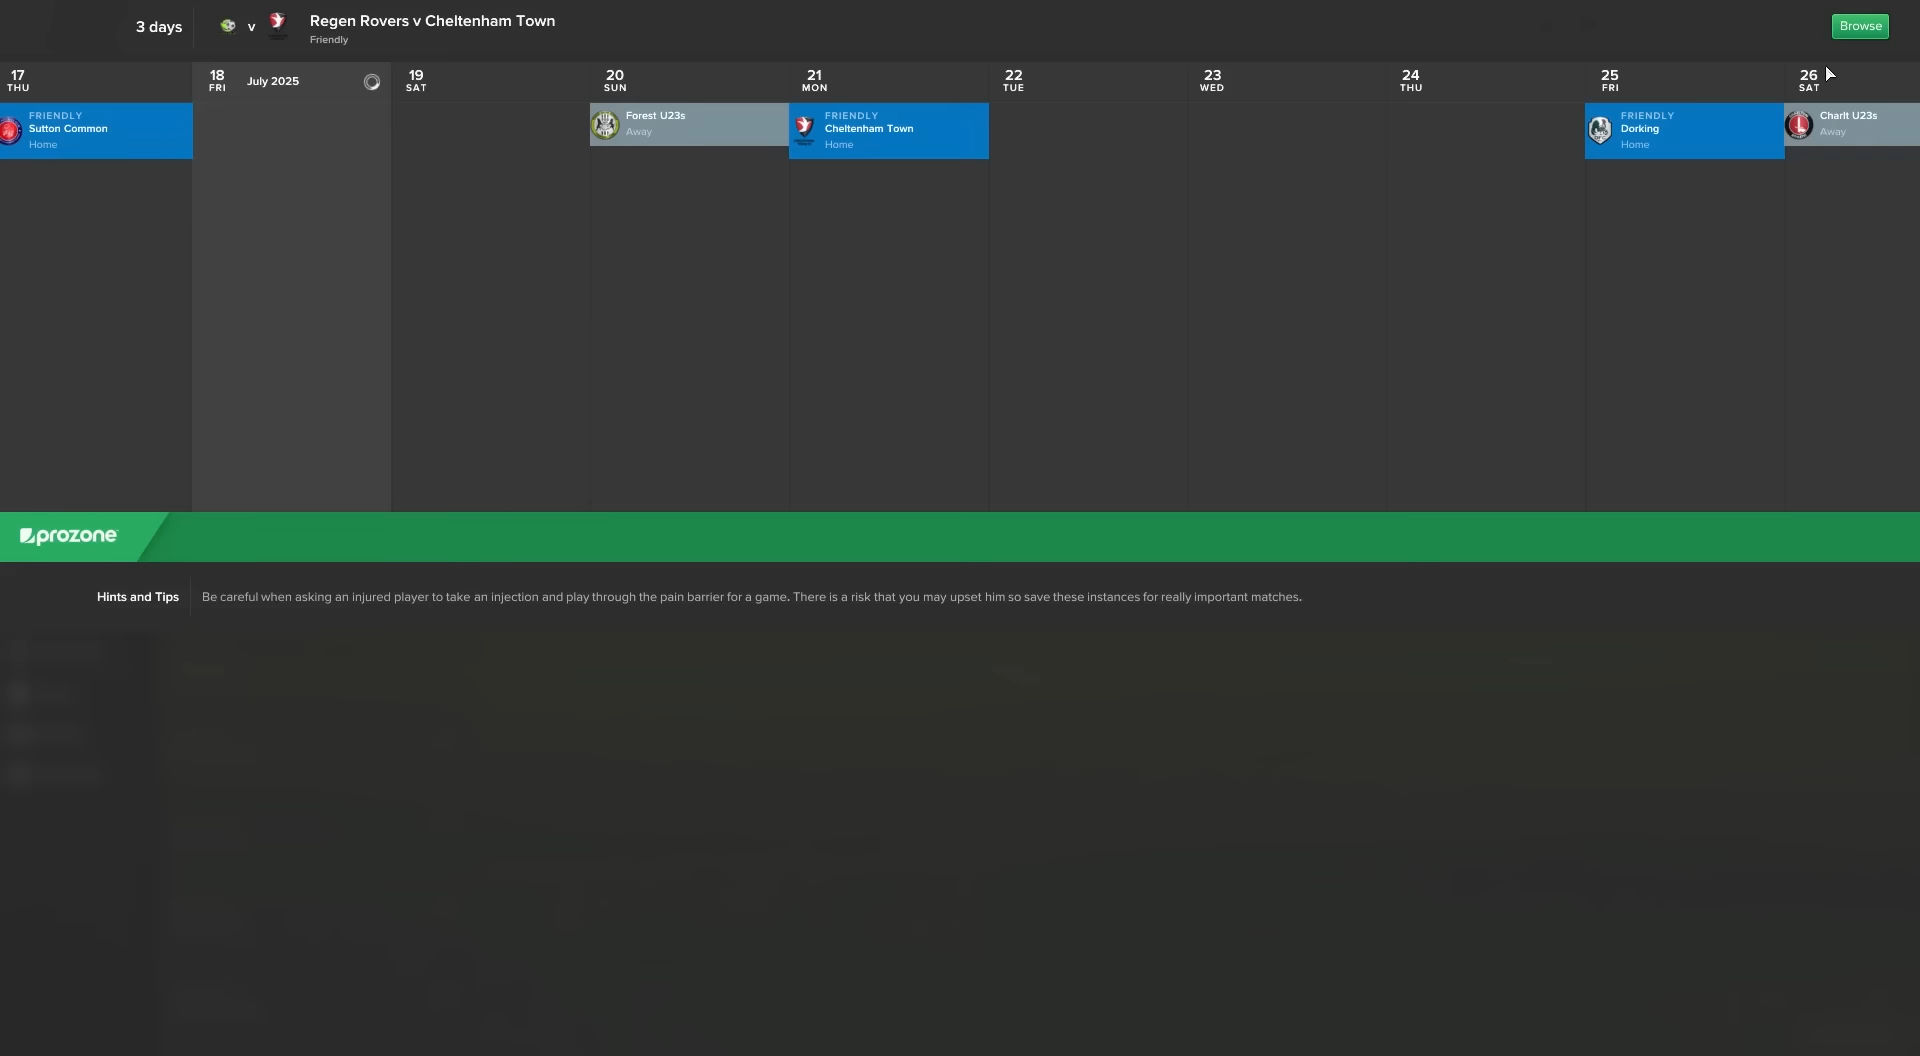 3 days
v
Regen Rovers v Cheltenham Town
Friendly
Browse
17
THU
18
FRI
July 2025
19
SAT
20
SUN
21
MON
22
TUE
23
WED
24
THU
25
FRI
26
SAT
FRIENDLY
Sutton Common
Home
Forest U23s
Away
FRIENDLY
Cheltenham Town
Home
FRIENDLY
Dorking
Home
Charlt U23s
Away
prozone
Hints and Tips
Be careful when asking an injured player to take an injection and play through the pain barrier for a game. There is a risk that you may upset him so save these instances for really important matches.